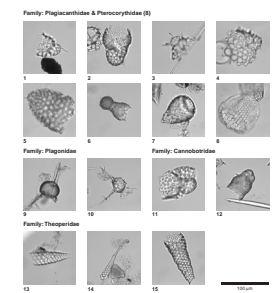 Family: Plagiacanthidae & Pterocorythidae (8)
1 2 3 4
5 6 7 8
Family: Plagonidae Family: Cannobotridae
9 10 11 12
Family: Theoperidae
13 14 15
100 µm